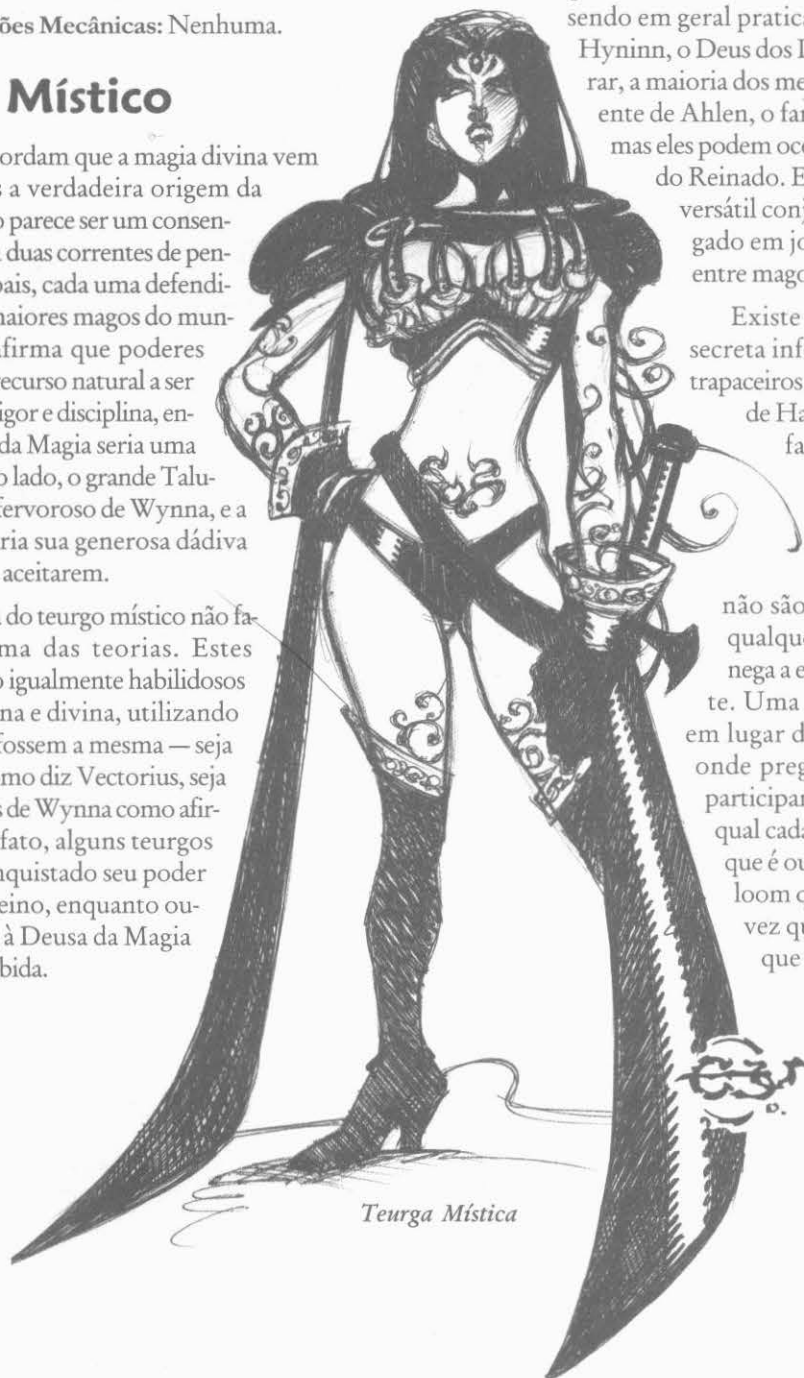 ões Mecânicas: Nenhuma.
Místico
ordam que a magia divina vem
s a verdadeira origem da
o parece ser um consen-
duas correntes de pen-
pais, cada uma defendi-
naiores magos do mun-
firma que poderes
recurso natural a ser
igor e disciplina, en-
da Magia seria uma
o lado, o grande Talu-
fervoroso de Wynna, e a
ria sua generosa dádiva
aceitarem.
do teurgo místico não fa-
ma das teorias. Estes
o igualmente habilidosos
na e divina, utilizando
fossem a mesma — seja
omo diz Vectorius, seja
s de Wynna como afir-
fato, alguns teurgos
nquistado seu poder
eino, enquanto ou-
à Deusa da Magia
bida.
Teurga Mística
sendo em geral pratica
Hyninn, o Deus dos
rar, a maioria dos me
ente de Ahlen, o fa
mas eles podem oc
do Reinado. E
versátil conj
gado em jo
entre mago
Existe
secreta inf
trapaceiros
de Ha
fa
não são
qualque
nega a e
te. Uma
em lugar d
onde preg
participar
qual cada
que é ou
loom c
vez qu
que